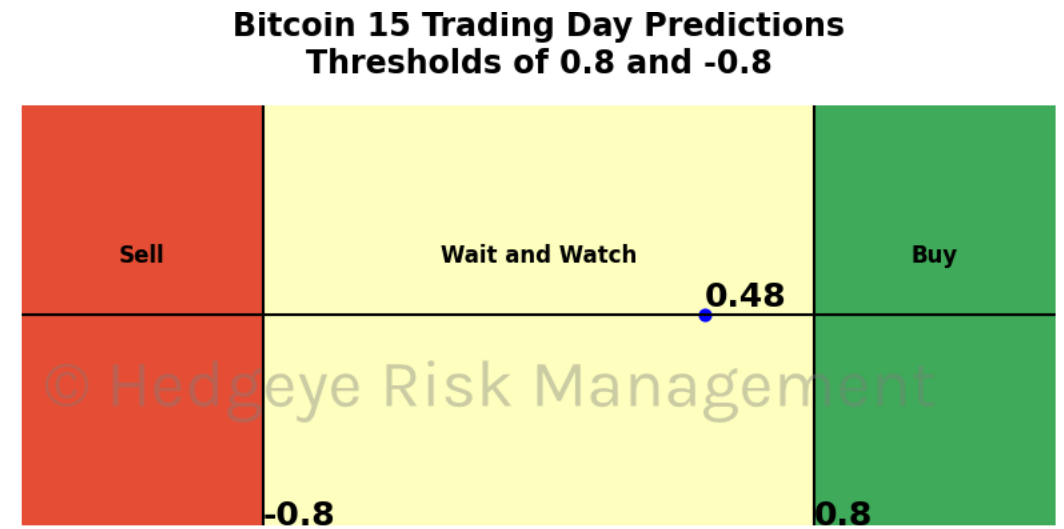 Bitcoin 15 Trading Day Predictions
Thresholds of 0.8 and -0.8
Sell
Wait and Watch
Buy
0.48
© Hedgeye Risk Management
-0.8
0.8